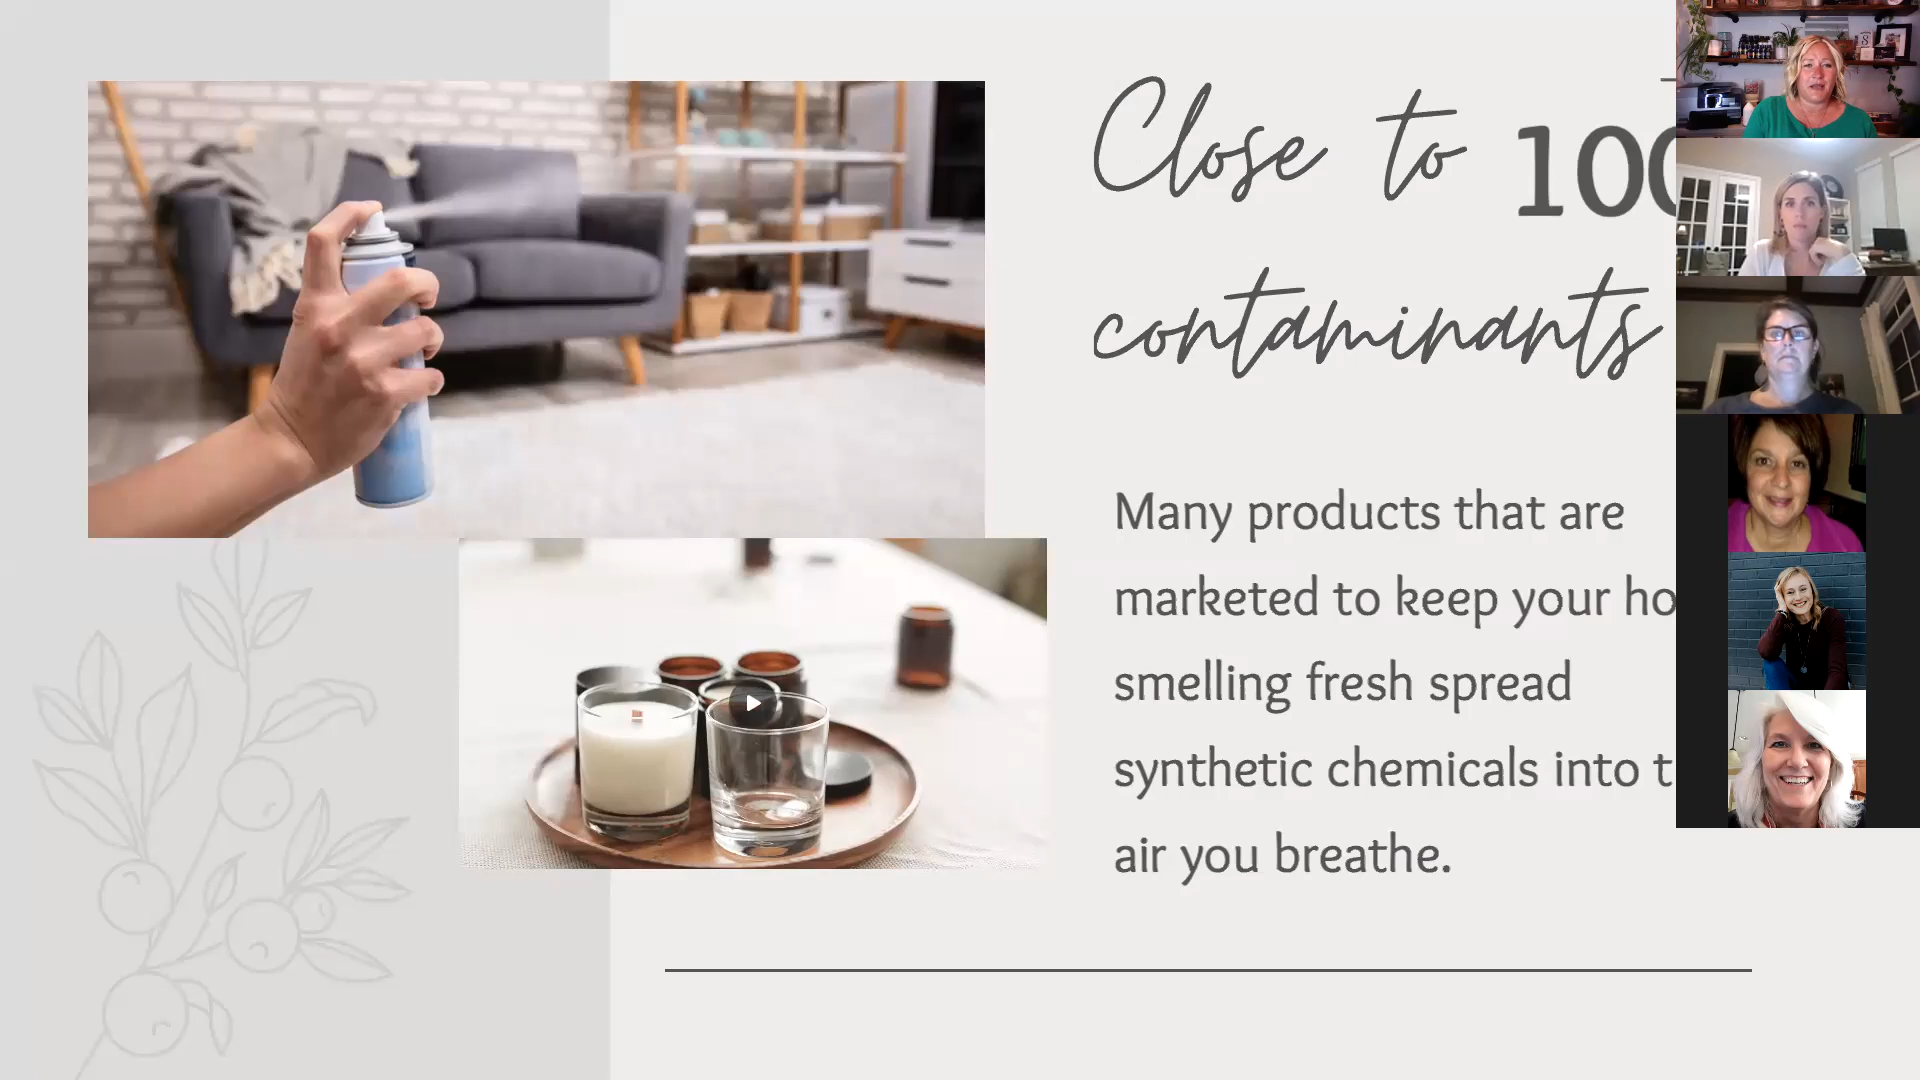 Close to 100
contaminants
Many products that are
marketed to keep your ho
smelling fresh spread
synthetic chemicals into t
air you breathe.